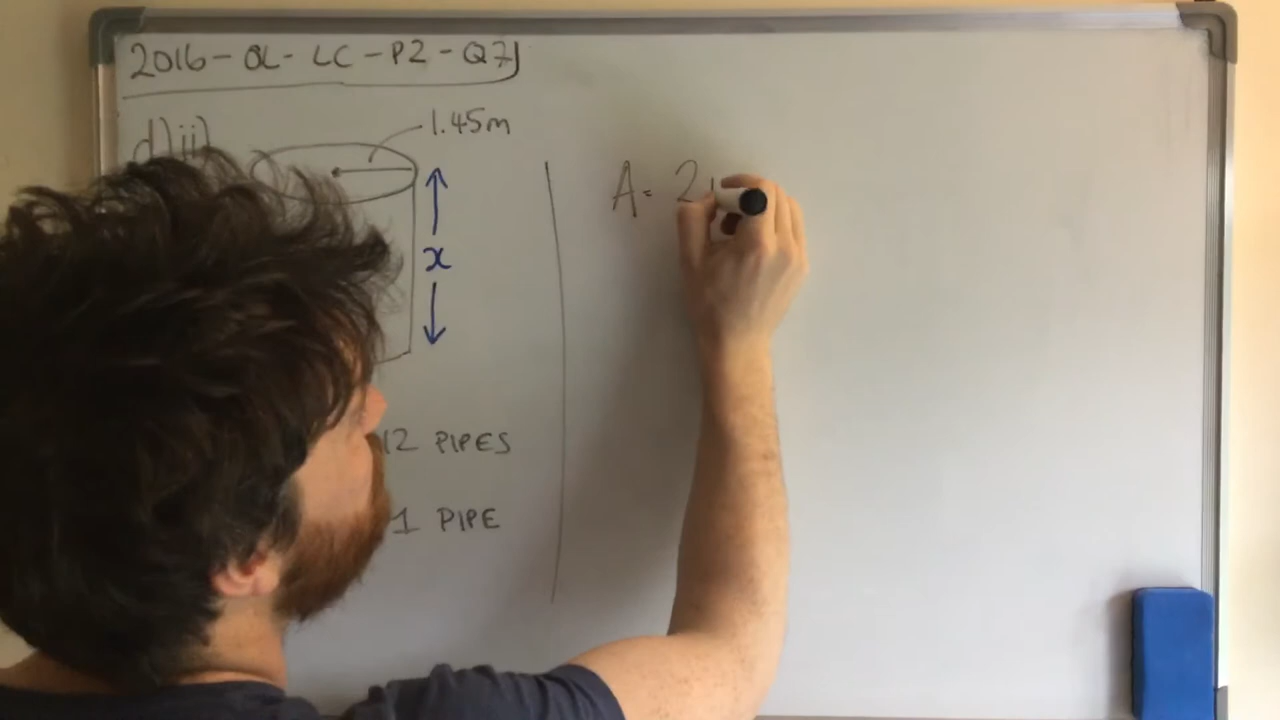 2016-OL-LC-P2-Q7
d) ii)
1.45m
x
12 PIPES
1 PIPE
A = 2